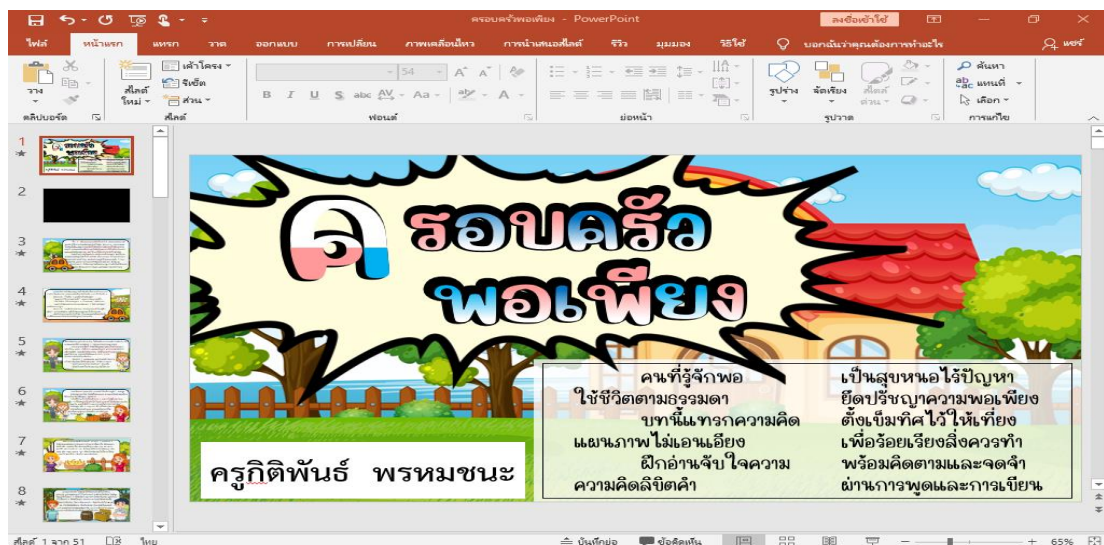 ครอบครัวพอเพียง - PowerPoint
ลงชื่อเข้าใช้
ไฟล์ หน้าแรก แทรก วาด ออกแบบ การเปลี่ยน ภาพเคลื่อนไหว การนำเสนอสไลด์ รีวิว มุมมอง วิธีใช้ บอกฉันว่าคุณต้องการทำอะไร แชร์
วาง
สไลด์ใหม่
เค้าโครง
รีเซ็ต
ส่วน
54
B I U S abc AV Aa A
รูปร่าง
จัดเรียง
สไตล์ด่วน
ค้นหา
แทนที่
เลือก
คลิปบอร์ด สไลด์ ฟอนต์ ย่อหน้า รูปวาด การแก้ไข
1
2
3
4
5
6
7
8
ครอบครัว
พอเพียง
คนที่รู้จักพอ เป็นสุขหนอไร้ปัญหา
ใช้ชีวิตตามธรรมดา ยึดปรัชญาความพอเพียง
บทนี้แทรกความคิด ตั้งเข็มทิศไว้ให้เที่ยง
แผนภาพไม่เอนเอียง เพื่อร้อยเรียงสิ่งควรทำ
ฝึกอ่านจับใจความ พร้อมคิดตามและจดจำ
ความคิดลิขิตคำ ผ่านการพูดและการเขียน
ครูกิติพันธ์ พรหมชนะ
สไลด์ 1 จาก 51 ไทย บันทึกย่อ ข้อคิดเห็น 65%